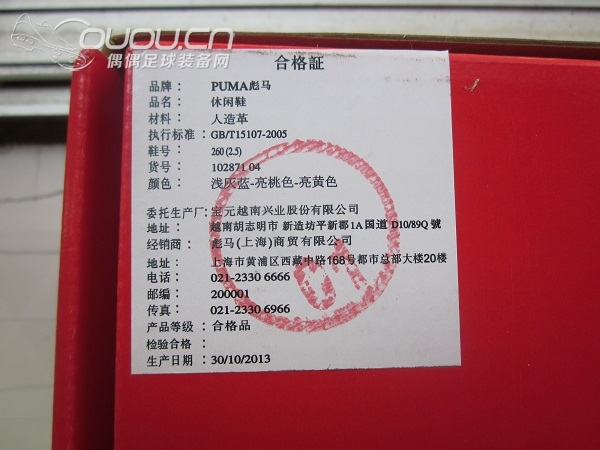 Ouou.cn
偶偶足球装备网
合格証
品牌： PUMA彪马
品名： 休闲鞋
材料： 人造革
执行标准：GB/T15107-2005
鞋号： 260 (2.5)
货号： 102871 04
颜色： 浅灰蓝-亮桃色-亮黄色
委托生产厂：宝元越南兴业股份有限公司
地址： 越南胡志明市 新造坊平新郡1A国道 D10/89Q 號
经销商： 彪马(上海)商贸有限公司
地址： 上海市黄浦区西藏中路168号都市总部大楼20楼
电话： 021-2330 6666
邮编： 200001
传真： 021-2330 6966
产品等级：合格品
检验合格：
生产日期：30/10/2013
01